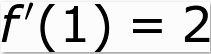 f′(1) = 2